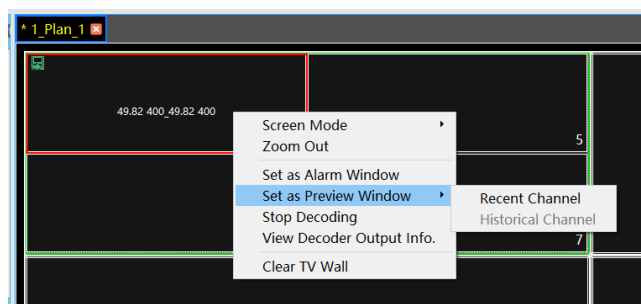 * 1_Plan_1
49.82 400_49.82 400
Screen Mode
Zoom Out
5
Set as Alarm Window
Set as Preview Window
Recent Channel
Stop Decoding
Historical Channel
View Decoder Output Info.
7
Clear TV Wall